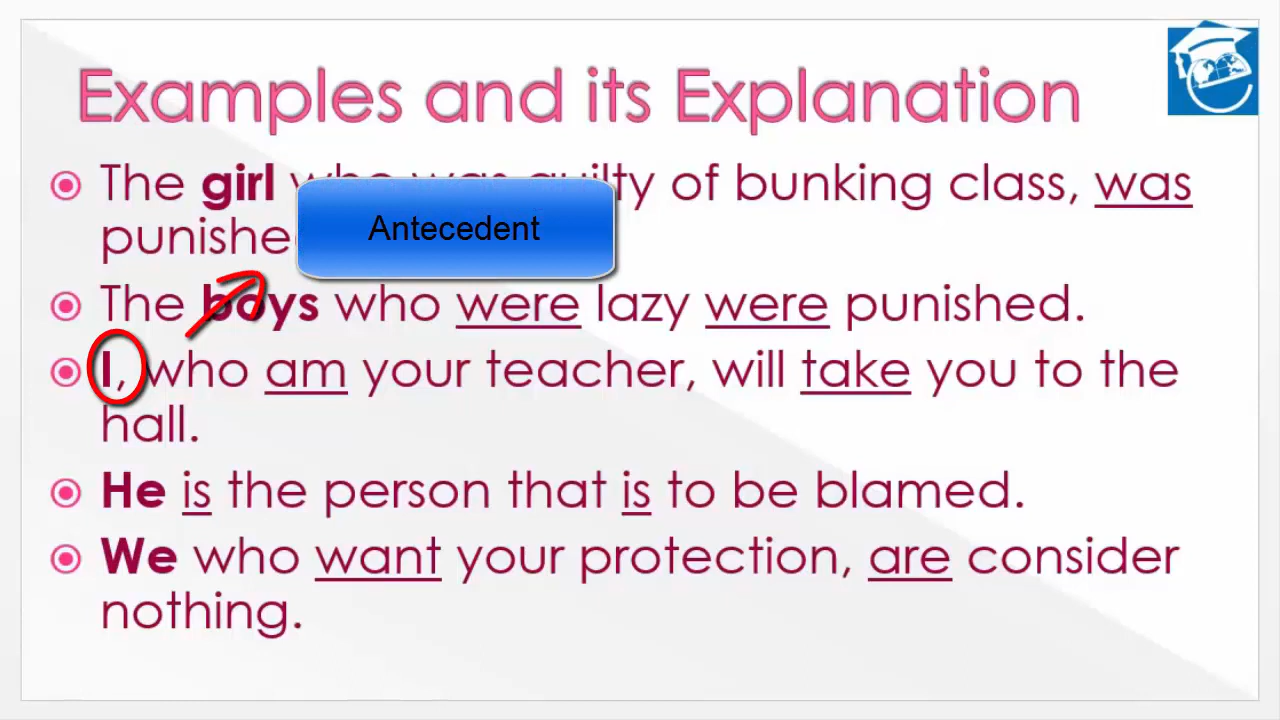 Examples and its Explanation
The girl who was guilty of bunking class, was
punished
Antecedent
The boys who were lazy were punished.
I, who am your teacher, will take you to the
hall.
He is the person that is to be blamed.
We who want your protection, are consider
nothing.